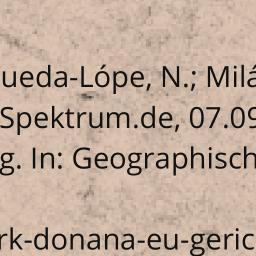 ueda-Lópe, N.; Milá
Spektrum.de, 07.09
g. In: Geographisch
rk-donana-eu-geric